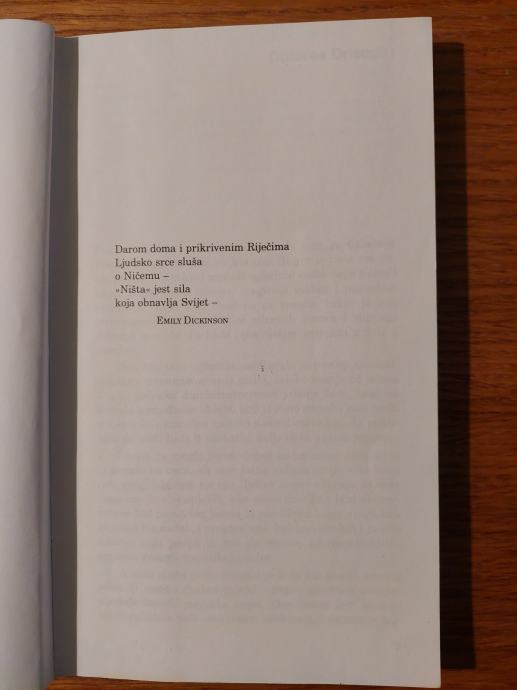 Darom doma i prikrivenim Riječima
Ljudsko srce sluša
o Ničemu –
»Ništa« jest sila
koja obnavlja Svijet –
EMILY DICKINSON